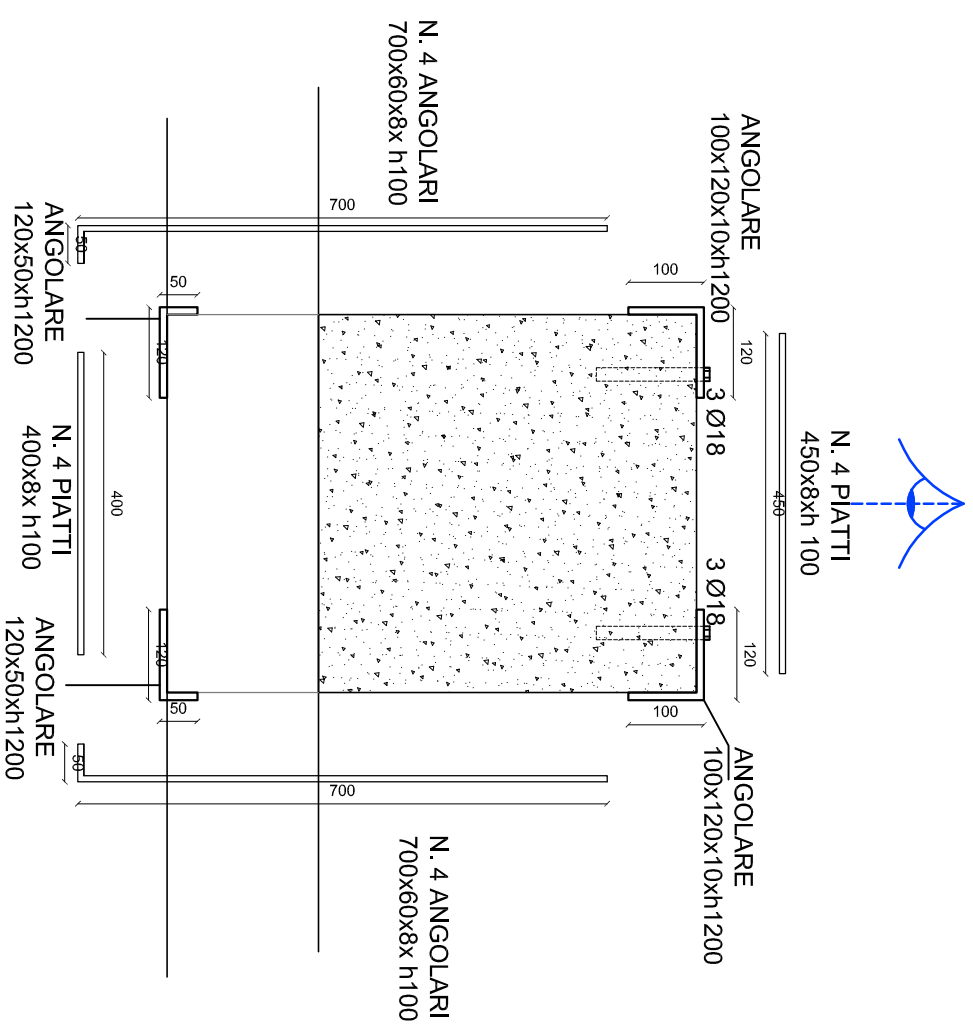 N. 4 ANGOLARI
700x60x8x h100
ANGOLARE
100x120x10xh1200
700
50
ANGOLARE
120x50xh1200
50
100
120
120
3 Ø18
N. 4 PIATTI
450x8xh 100
450
N. 4 PIATTI
400x8x h100
400
3 Ø18
120
120
ANGOLARE
120x50xh1200
50
50
100
ANGOLARE
100x120x10xh1200
700
N. 4 ANGOLARI
700x60x8x h100